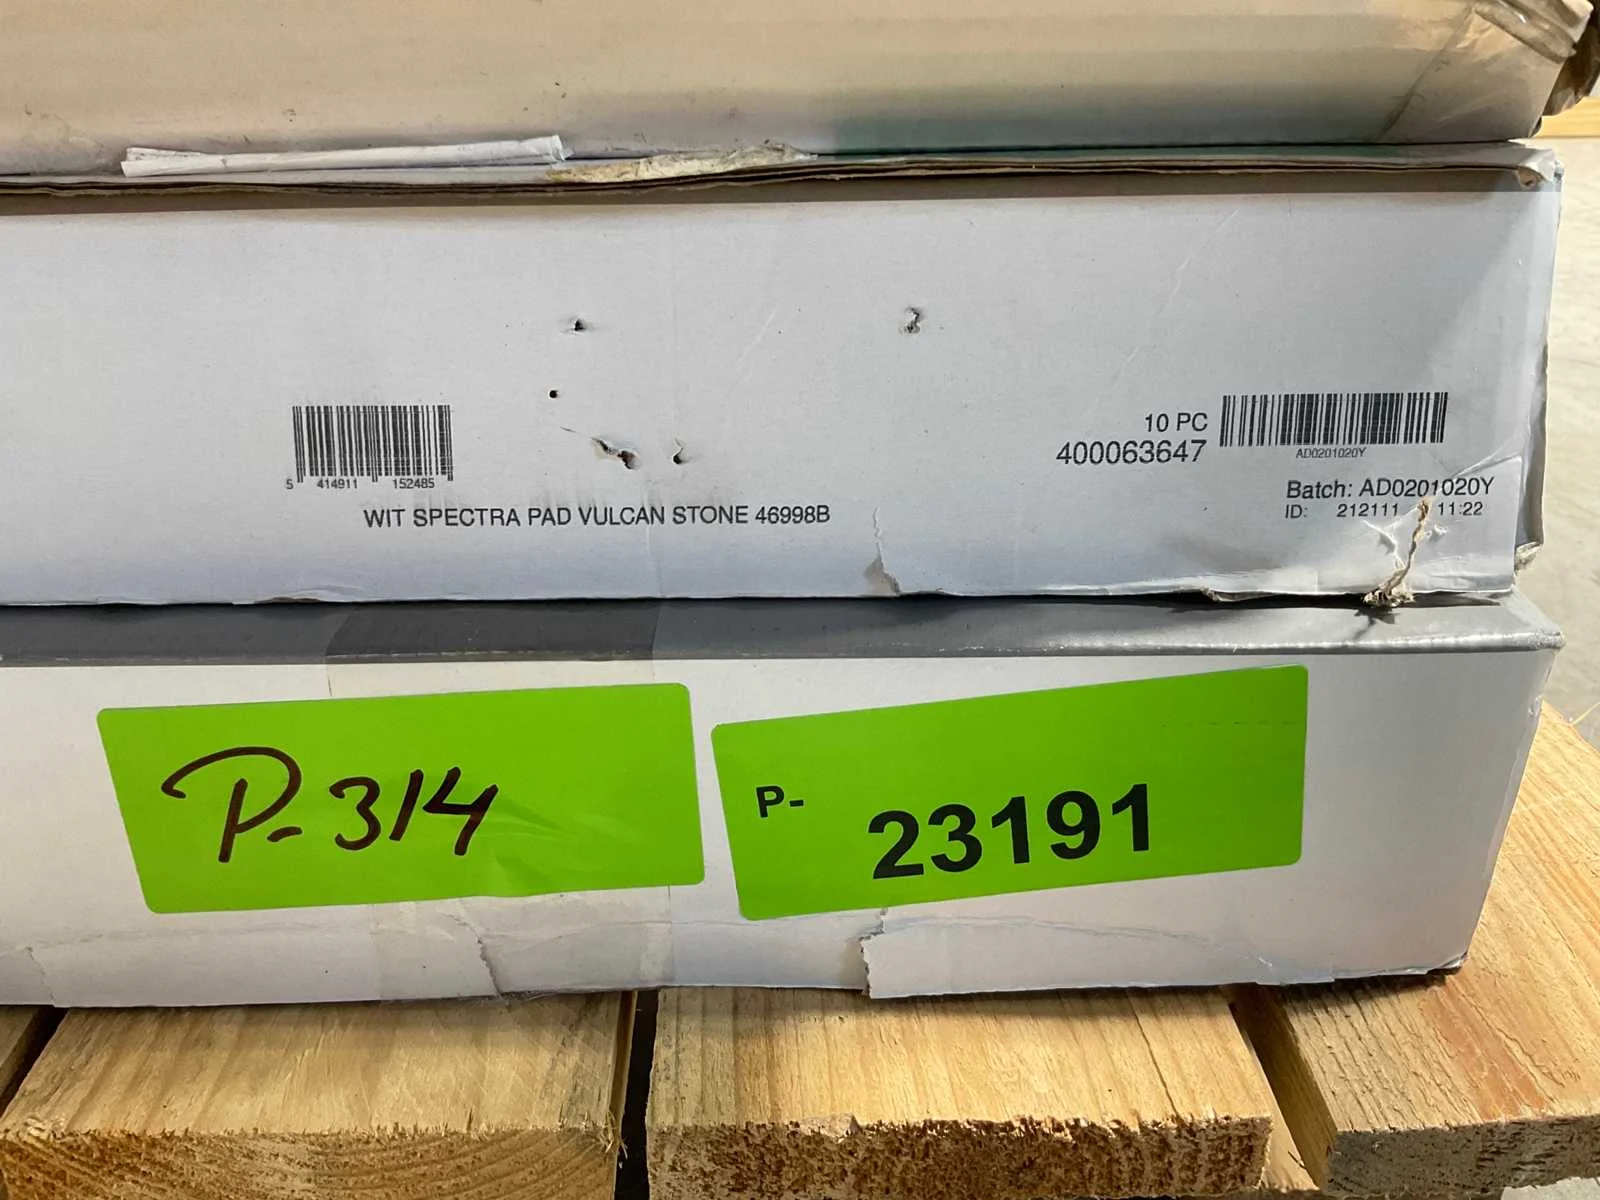 10 PC
400063647
AD0201020Y
5 414911 152485
Batch: AD0201020Y
ID: 212111 11:22
WIT SPECTRA PAD VULCAN STONE 46998B
P-314
P-
23191